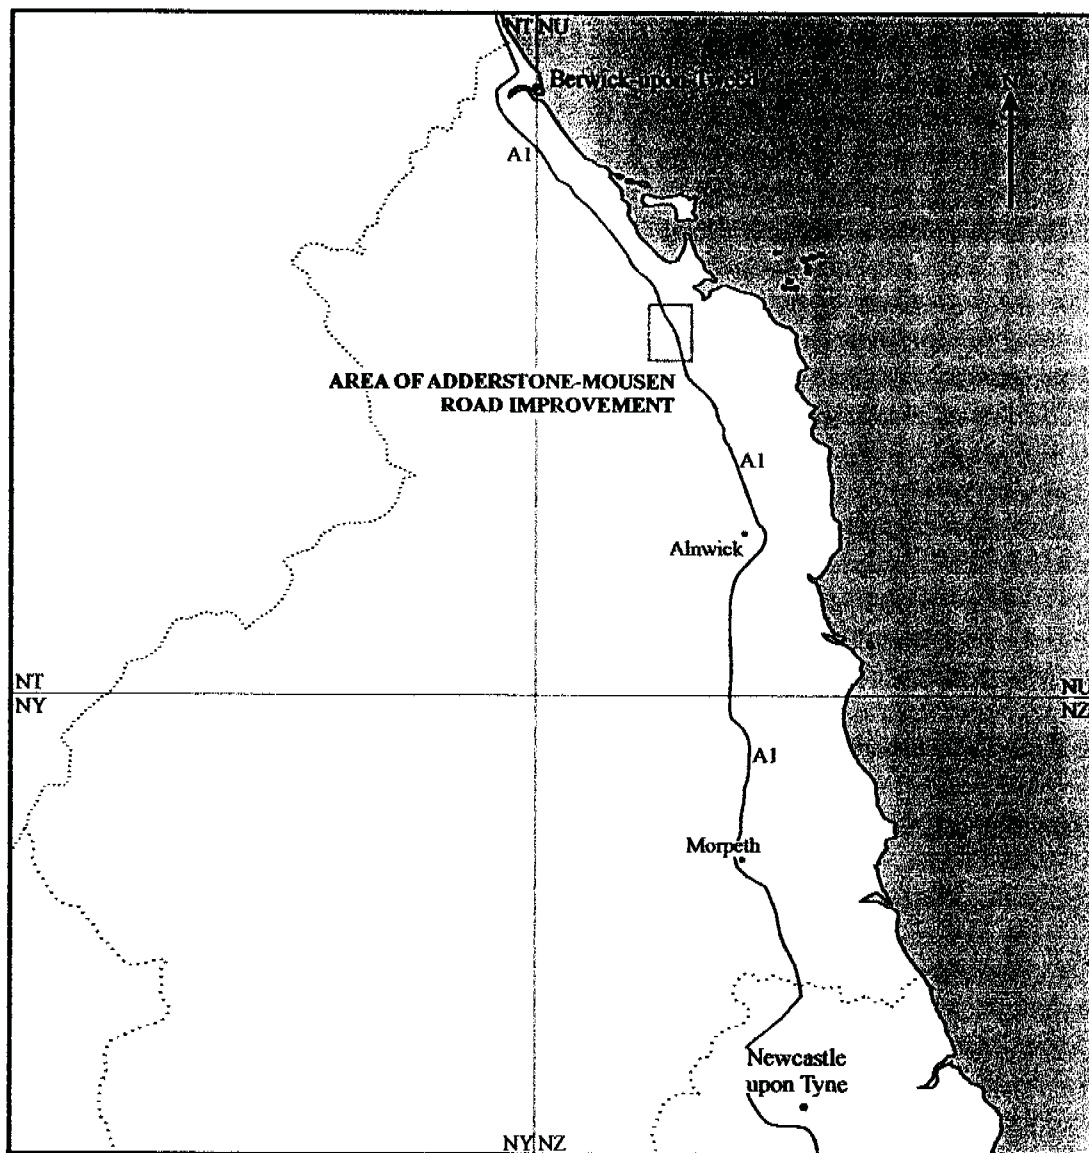 NT NU
Berwick-upon-Tweed
N
A1
AREA OF ADDERSTONE-MOUSEN
ROAD IMPROVEMENT
A1
Alnwick
NT
NU
NY
NZ
A1
Morpeth
Newcastle
upon Tyne
NY NZ